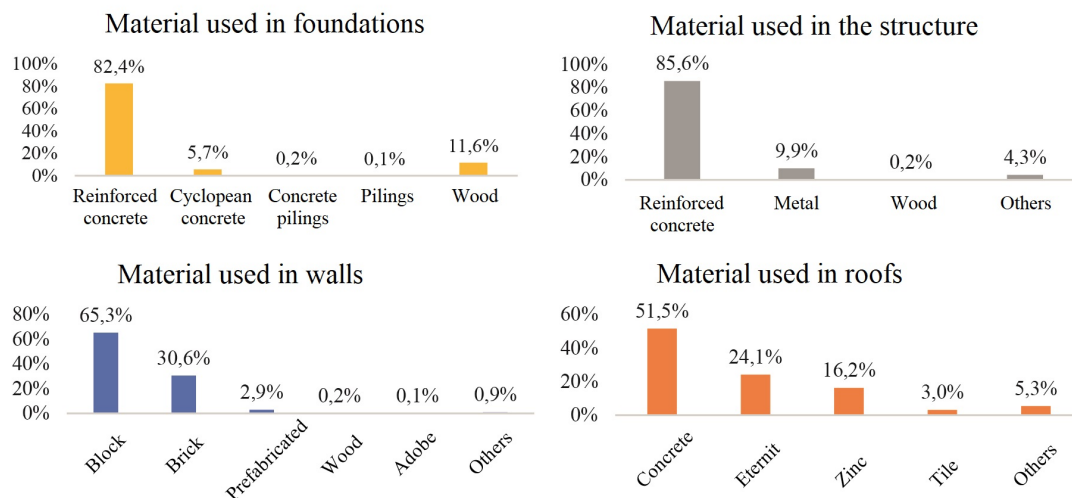 Material used in foundations
100%
80%
60%
40%
20%
0%
82,4%
5,7%
0,2%
0,1%
11,6%
Reinforced
concrete
Cyclopean
concrete
Concrete
pilings
Pilings
Wood
Material used in the structure
100%
80%
60%
40%
20%
0%
85,6%
9,9%
0,2%
4,3%
Reinforced
concrete
Metal
Wood
Others
Material used in walls
80%
60%
40%
20%
0%
65,3%
30,6%
2,9%
0,2%
0,1%
0,9%
Block
Brick
Prefabricated
Wood
Adobe
Others
Material used in roofs
60%
40%
20%
0%
51,5%
24,1%
16,2%
3,0%
5,3%
Concrete
Eternit
Zinc
Tile
Others